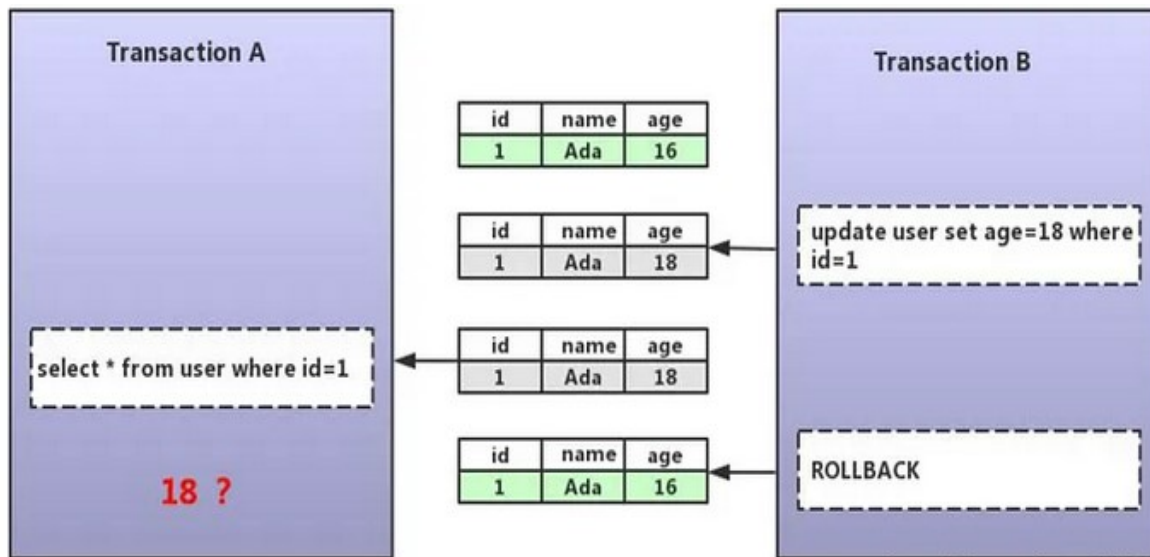 Transaction A
Transaction B
id name age
1 Ada 16
id name age
1 Ada 18
update user set age=18 where
id=1
id name age
1 Ada 18
select * from user where id=1
id name age
1 Ada 16
ROLLBACK
18 ?